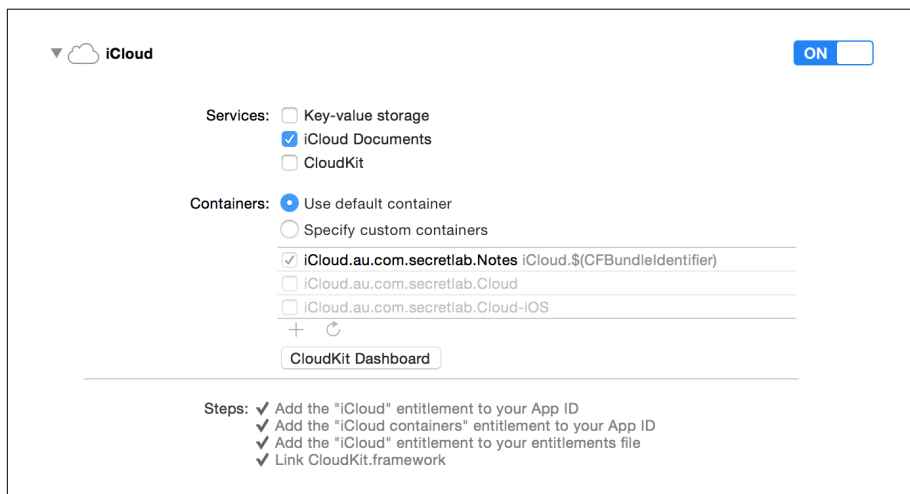 iCloud
ON
Services: Key-value storage
iCloud Documents
CloudKit
Containers: Use default container
Specify custom containers
iCloud.au.com.secretlab.Notes iCloud.$(CFBundleIdentifier)
iCloud.au.com.secretlab.Cloud
iCloud.au.com.secretlab.Cloud-iOS
CloudKit Dashboard
Steps: Add the "iCloud" entitlement to your App ID
Add the "iCloud containers" entitlement to your App ID
Add the "iCloud" entitlement to your entitlements file
Link CloudKit.framework